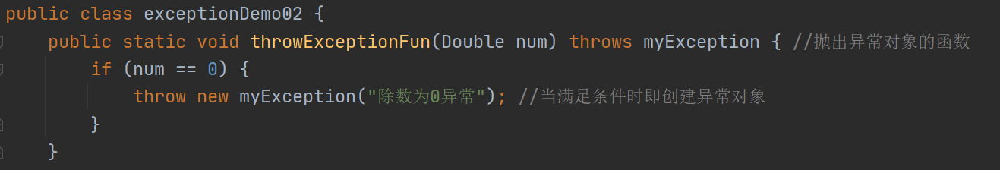 public class exceptionDemo02 {
    public static void throwExceptionFun(Double num) throws myException { //抛出异常对象的函数
        if (num == 0) {
            throw new myException("除数为0异常"); //当满足条件时即创建异常对象
        }
    }